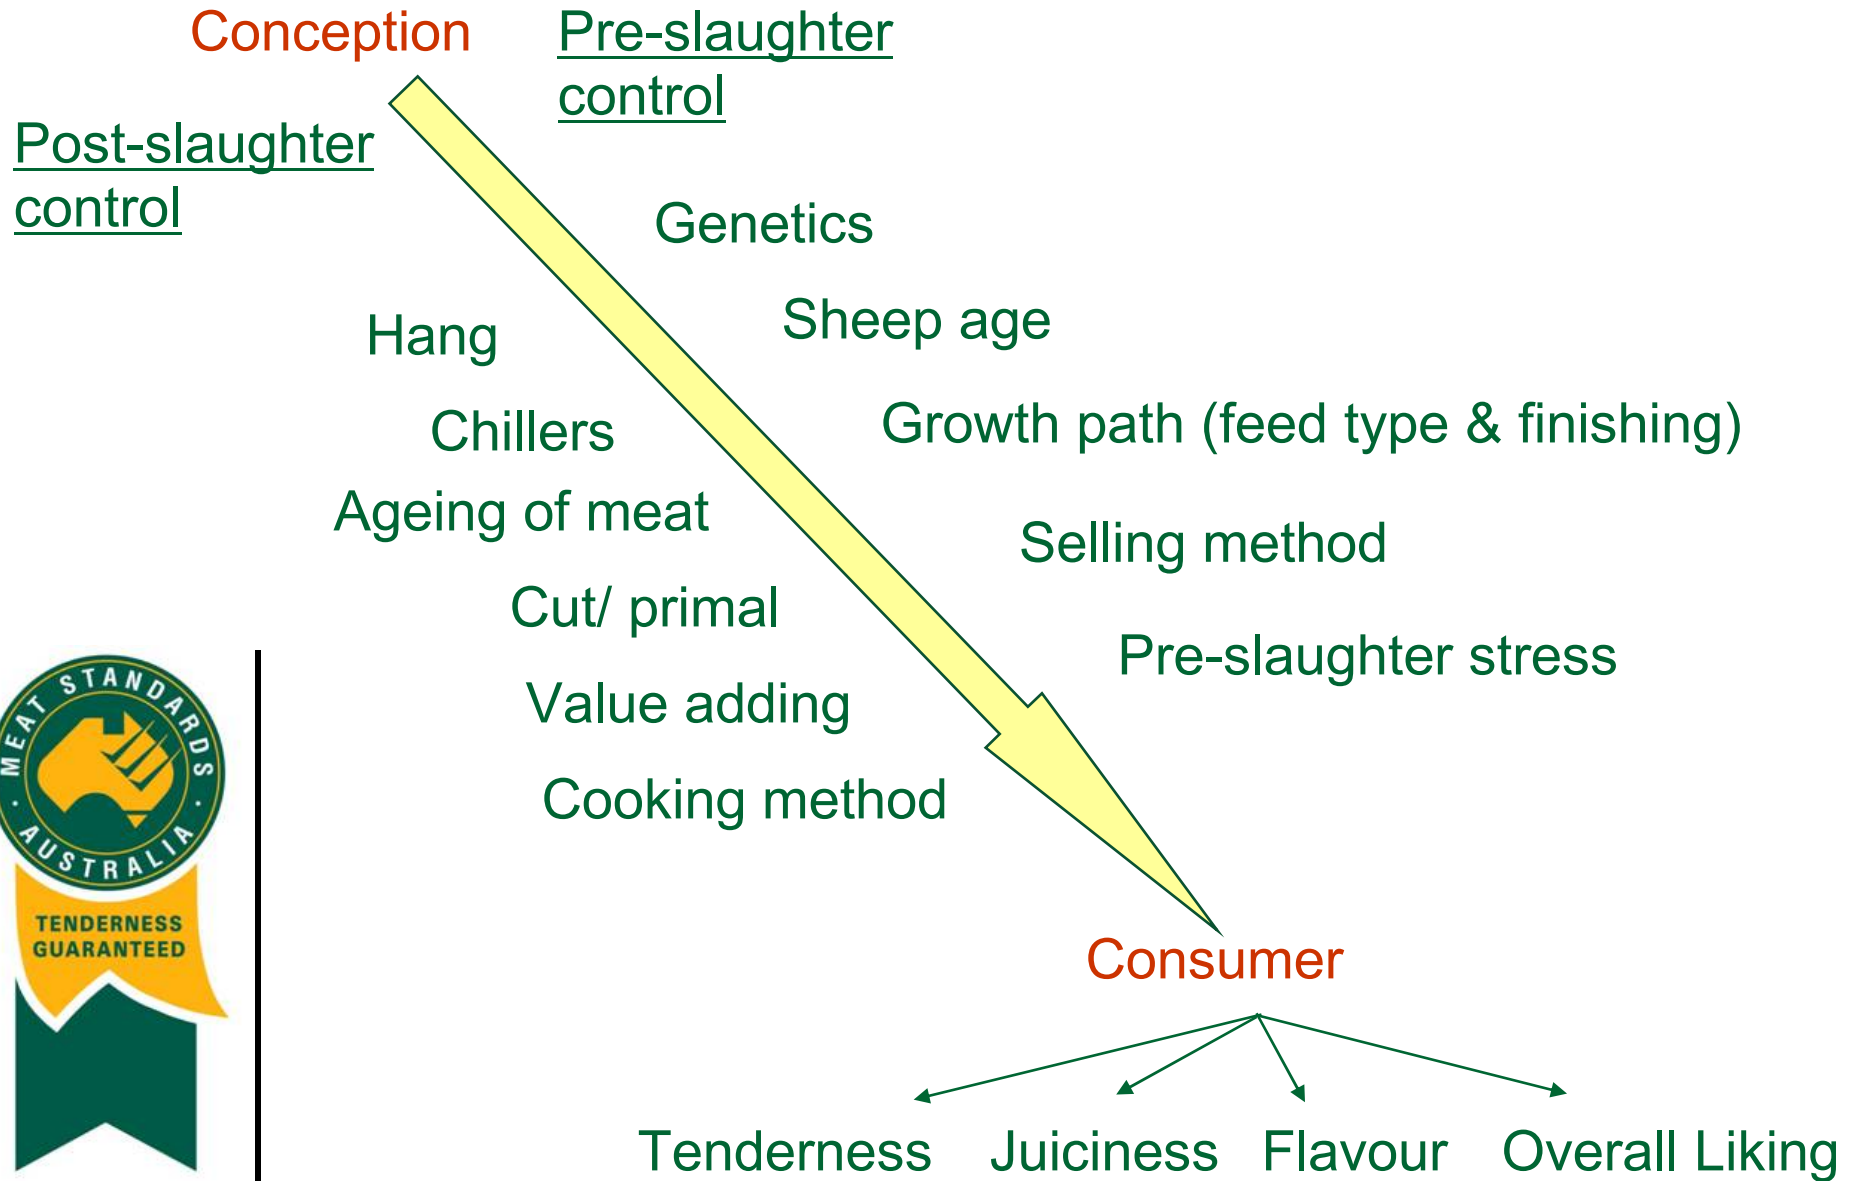 Conception
Pre-slaughter
control
Post-slaughter
control
Genetics
Sheep age
Growth path (feed type & finishing)
Selling method
Pre-slaughter stress
Hang
Chillers
Ageing of meat
Cut/ primal
Value adding
Cooking method
MEAT STANDARDS
AUSTRALIA
TENDERNESS
GUARANTEED
Consumer
Tenderness Juiciness Flavour Overall Liking